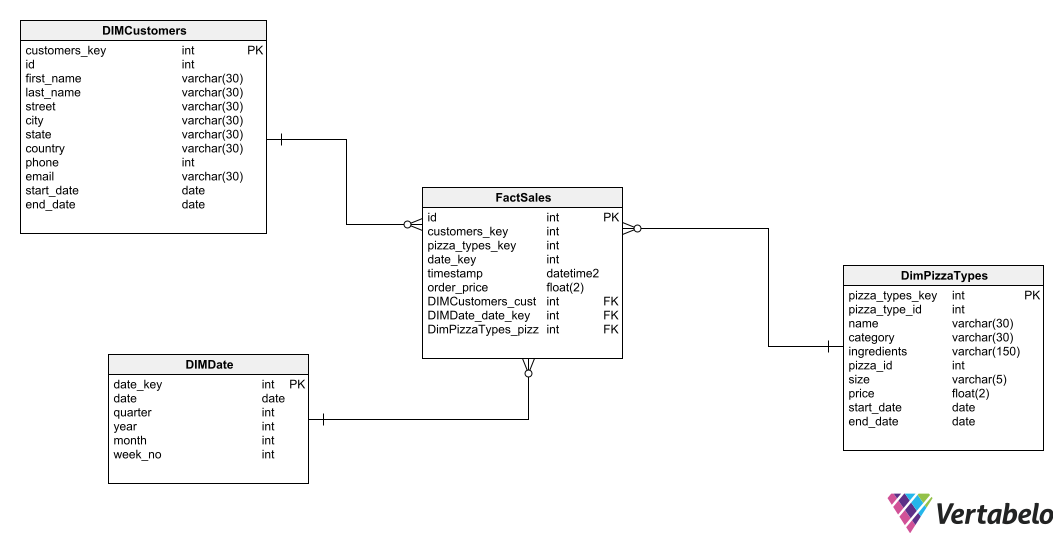 DIMCustomers
customers_key int PK
id int
first_name varchar(30)
last_name varchar(30)
street varchar(30)
city varchar(30)
state varchar(30)
country varchar(30)
phone int
email varchar(30)
start_date date
end_date date
FactSales
id int PK
customers_key int
pizza_types_key int
date_key int
timestamp datetime2
order_price float(2)
DIMCustomers_cust int FK
DIMDate_date_key int FK
DimPizzaTypes_pizz int FK
DimPizzaTypes
pizza_types_key int PK
pizza_type_id int
name varchar(30)
category varchar(30)
ingredients varchar(150)
pizza_id int
size varchar(5)
price float(2)
start_date date
end_date date
DIMDate
date_key int PK
date date
quarter int
year int
month int
week_no int
Vertabelo